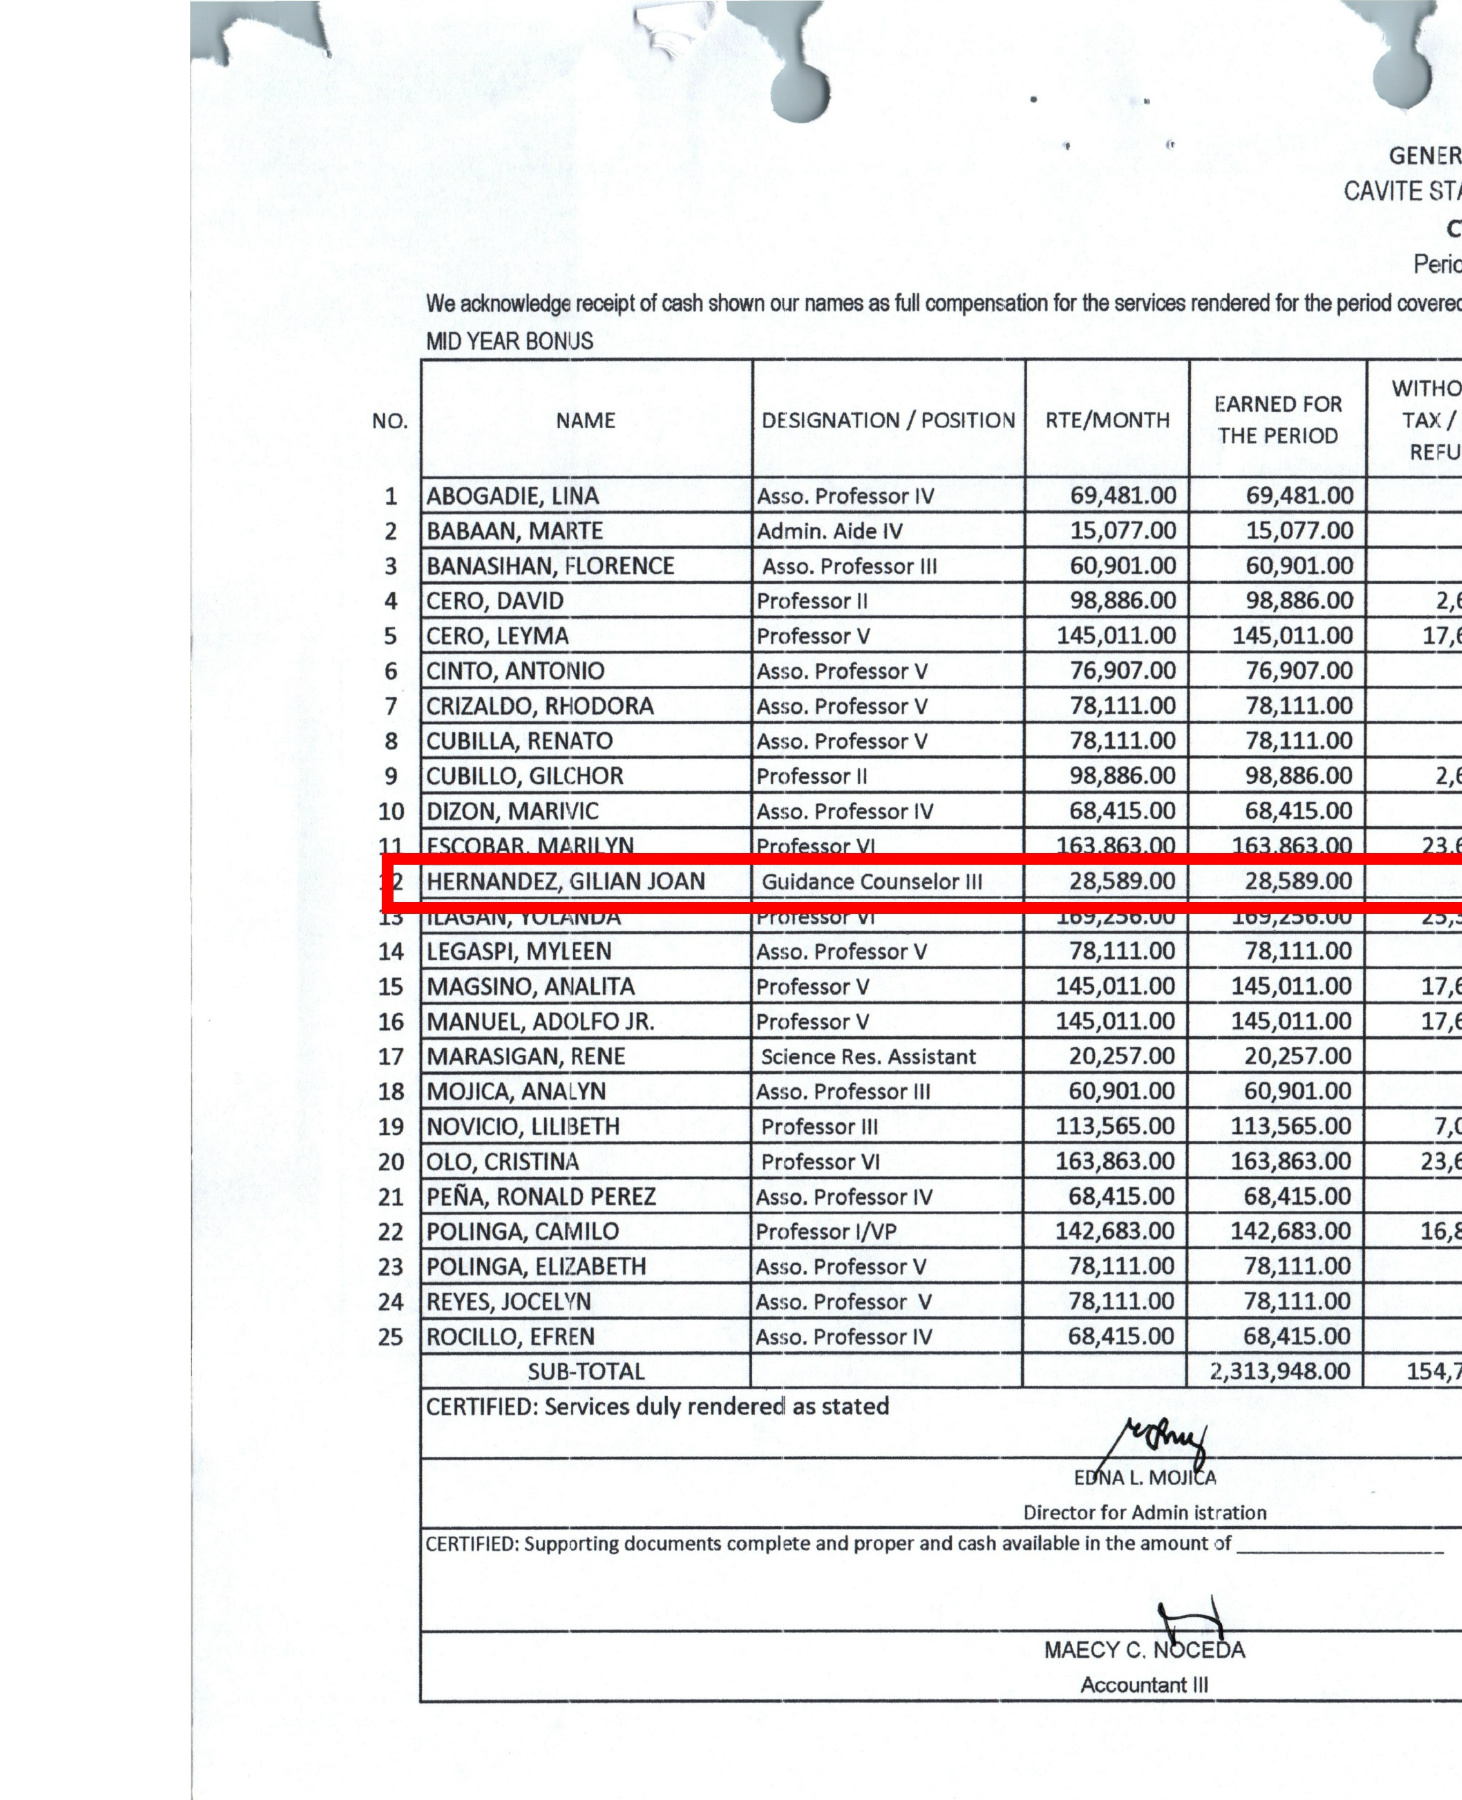 GENER
CAVITE STA
C
Peric
We acknowledge receipt of cash shown our names as full compensation for the services rendered for the period covered
MID YEAR BONUS
NO. NAME DESIGNATION / POSITION RTE/MONTH EARNED FOR THE PERIOD WITHO TAX / REFU
1 ABOGADIE, LINA Asso. Professor IV 69,481.00 69,481.00
2 BABAAN, MARTE Admin. Aide IV 15,077.00 15,077.00
3 BANASIHAN, FLORENCE Asso. Professor III 60,901.00 60,901.00
4 CERO, DAVID Professor II 98,886.00 98,886.00 2,6
5 CERO, LEYMA Professor V 145,011.00 145,011.00 17,6
6 CINTO, ANTONIO Asso. Professor V 76,907.00 76,907.00
7 CRIZALDO, RHODORA Asso. Professor V 78,111.00 78,111.00
8 CUBILLA, RENATO Asso. Professor V 78,111.00 78,111.00
9 CUBILLO, GILCHOR Professor II 98,886.00 98,886.00 2,6
10 DIZON, MARIVIC Asso. Professor IV 68,415.00 68,415.00
11 ESCOBAR, MARILYN Professor VI 163,863.00 163,863.00 23,6
12 HERNANDEZ, GILIAN JOAN Guidance Counselor III 28,589.00 28,589.00
13 ILAGAN, YOLANDA Professor VI 169,256.00 169,256.00 25,
14 LEGASPI, MYLEEN Asso. Professor V 78,111.00 78,111.00
15 MAGSINO, ANALITA Professor V 145,011.00 145,011.00 17,6
16 MANUEL, ADOLFO JR. Professor V 145,011.00 145,011.00 17,6
17 MARASIGAN, RENE Science Res. Assistant 20,257.00 20,257.00
18 MOJICA, ANALYN Asso. Professor III 60,901.00 60,901.00
19 NOVICIO, LILIBETH Professor III 113,565.00 113,565.00 7,0
20 OLO, CRISTINA Professor VI 163,863.00 163,863.00 23,6
21 PEÑA, RONALD PEREZ Asso. Professor IV 68,415.00 68,415.00
22 POLINGA, CAMILO Professor I/VP 142,683.00 142,683.00 16,8
23 POLINGA, ELIZABETH Asso. Professor V 78,111.00 78,111.00
24 REYES, JOCELYN Asso. Professor V 78,111.00 78,111.00
25 ROCILLO, EFREN Asso. Professor IV 68,415.00 68,415.00
SUB-TOTAL 2,313,948.00 154,7
CERTIFIED: Services duly rendered as stated
EDNA L. MOJICA
Director for Admin istration
CERTIFIED: Supporting documents complete and proper and cash available in the amount of
MAECY C. NOCEDA
Accountant III